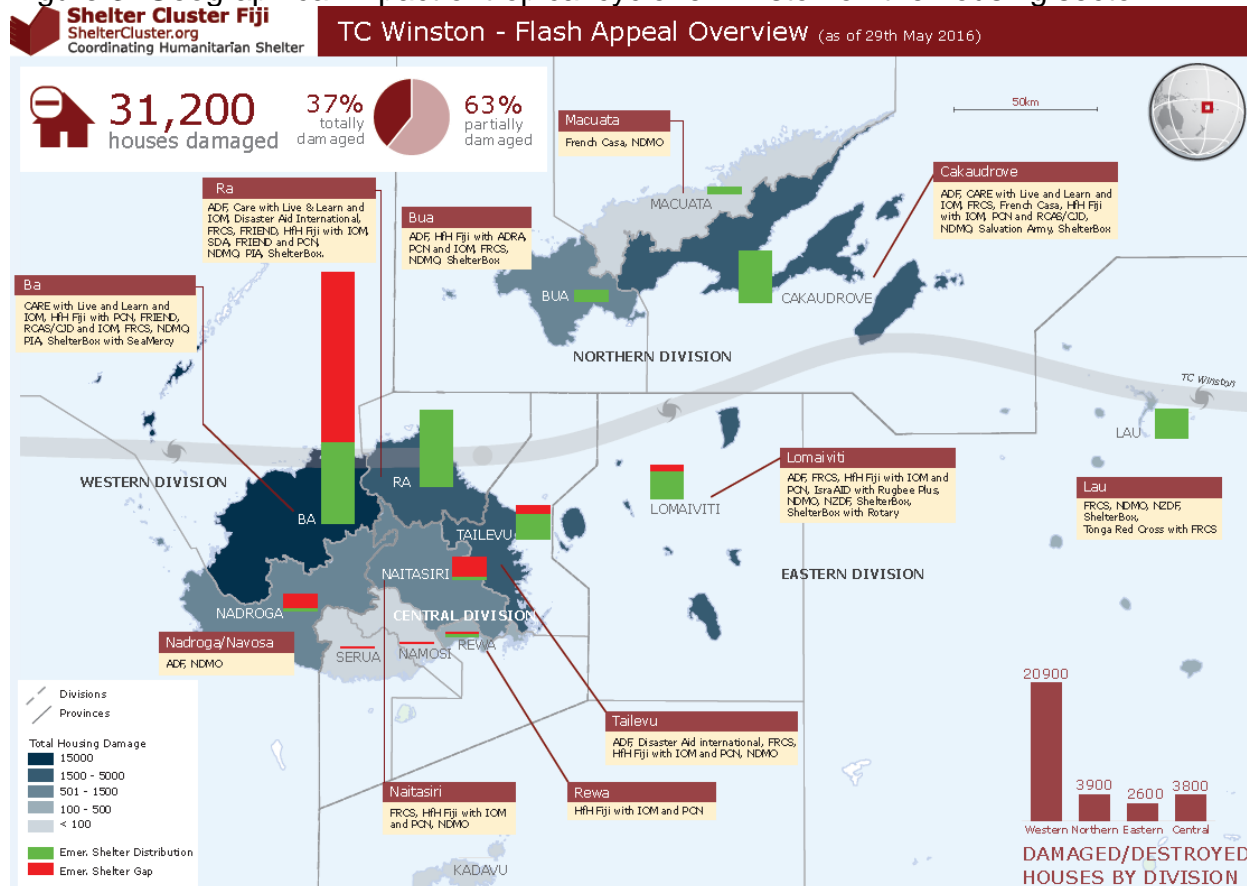 Shelter Cluster Fiji
ShelterCluster.org
Coordinating Humanitarian Shelter
TC Winston - Flash Appeal Overview (as of 29th May 2016)
31,200
houses damaged
37%
totally
damaged
63%
partially
damaged
50km
Macuata
French Casa, NDMO
MACUATA
Cakaudrove
ADF, CARE with Live and Learn and
IOM, FRCS, French Casa, HfH Fiji
with IOM, PCN and RCAS/CJD,
NDMO, Salvation Army, ShelterBox
CAKAUDROVE
Ra
ADF, Care with Live & Learn and
IOM, Disaster Aid International,
FRCS, FRIEND, HfH Fiji with IOM,
SDA, FRIEND and PCN,
NDMO, PIA, ShelterBox.
Bua
ADF, HfH Fiji with ADRA,
PCN and IOM, FRCS,
NDMO, ShelterBox
BUA
Ba
CARE with Live and Learn and
IOM, HfH Fiji with PCN, FRIEND,
RCAS/CJD and IOM, FRCS, NDMO,
PIA, ShelterBox with SeaMercy
NORTHERN DIVISION
TC Winston
LAU
WESTERN DIVISION
RA
BA
Lomaiviti
ADF, FRCS, HfH Fiji with IOM and
PCN, IsraAID with Rugbee Plus,
NDMO, NZDF, ShelterBox,
ShelterBox with Rotary
LOMAIVITI
Lau
FRCS, NDMO, NZDF,
ShelterBox,
Tonga Red Cross with FRCS
TAILEVU
NAITASIRI
EASTERN DIVISION
NADROGA
CENTRAL DIVISION
Nadroga/Navosa
ADF, NDMO
SERUA
NAMOSI
REWA
Tailevu
ADF, Disaster Aid international, FRCS,
HfH Fiji with IOM and PCN, NDMO
Naitasiri
FRCS, HfH Fiji with IOM
and PCN, NDMO
Rewa
HfH Fiji with IOM and PCN
KADAVU
Divisions
Provinces
Total Housing Damage
15000
1500 - 5000
501 - 1500
100 - 500
< 100
Emer. Shelter Distribution
Emer. Shelter Gap
20900
3900
2600
3800
Western Northern Eastern Central
DAMAGED/DESTROYED
HOUSES BY DIVISION